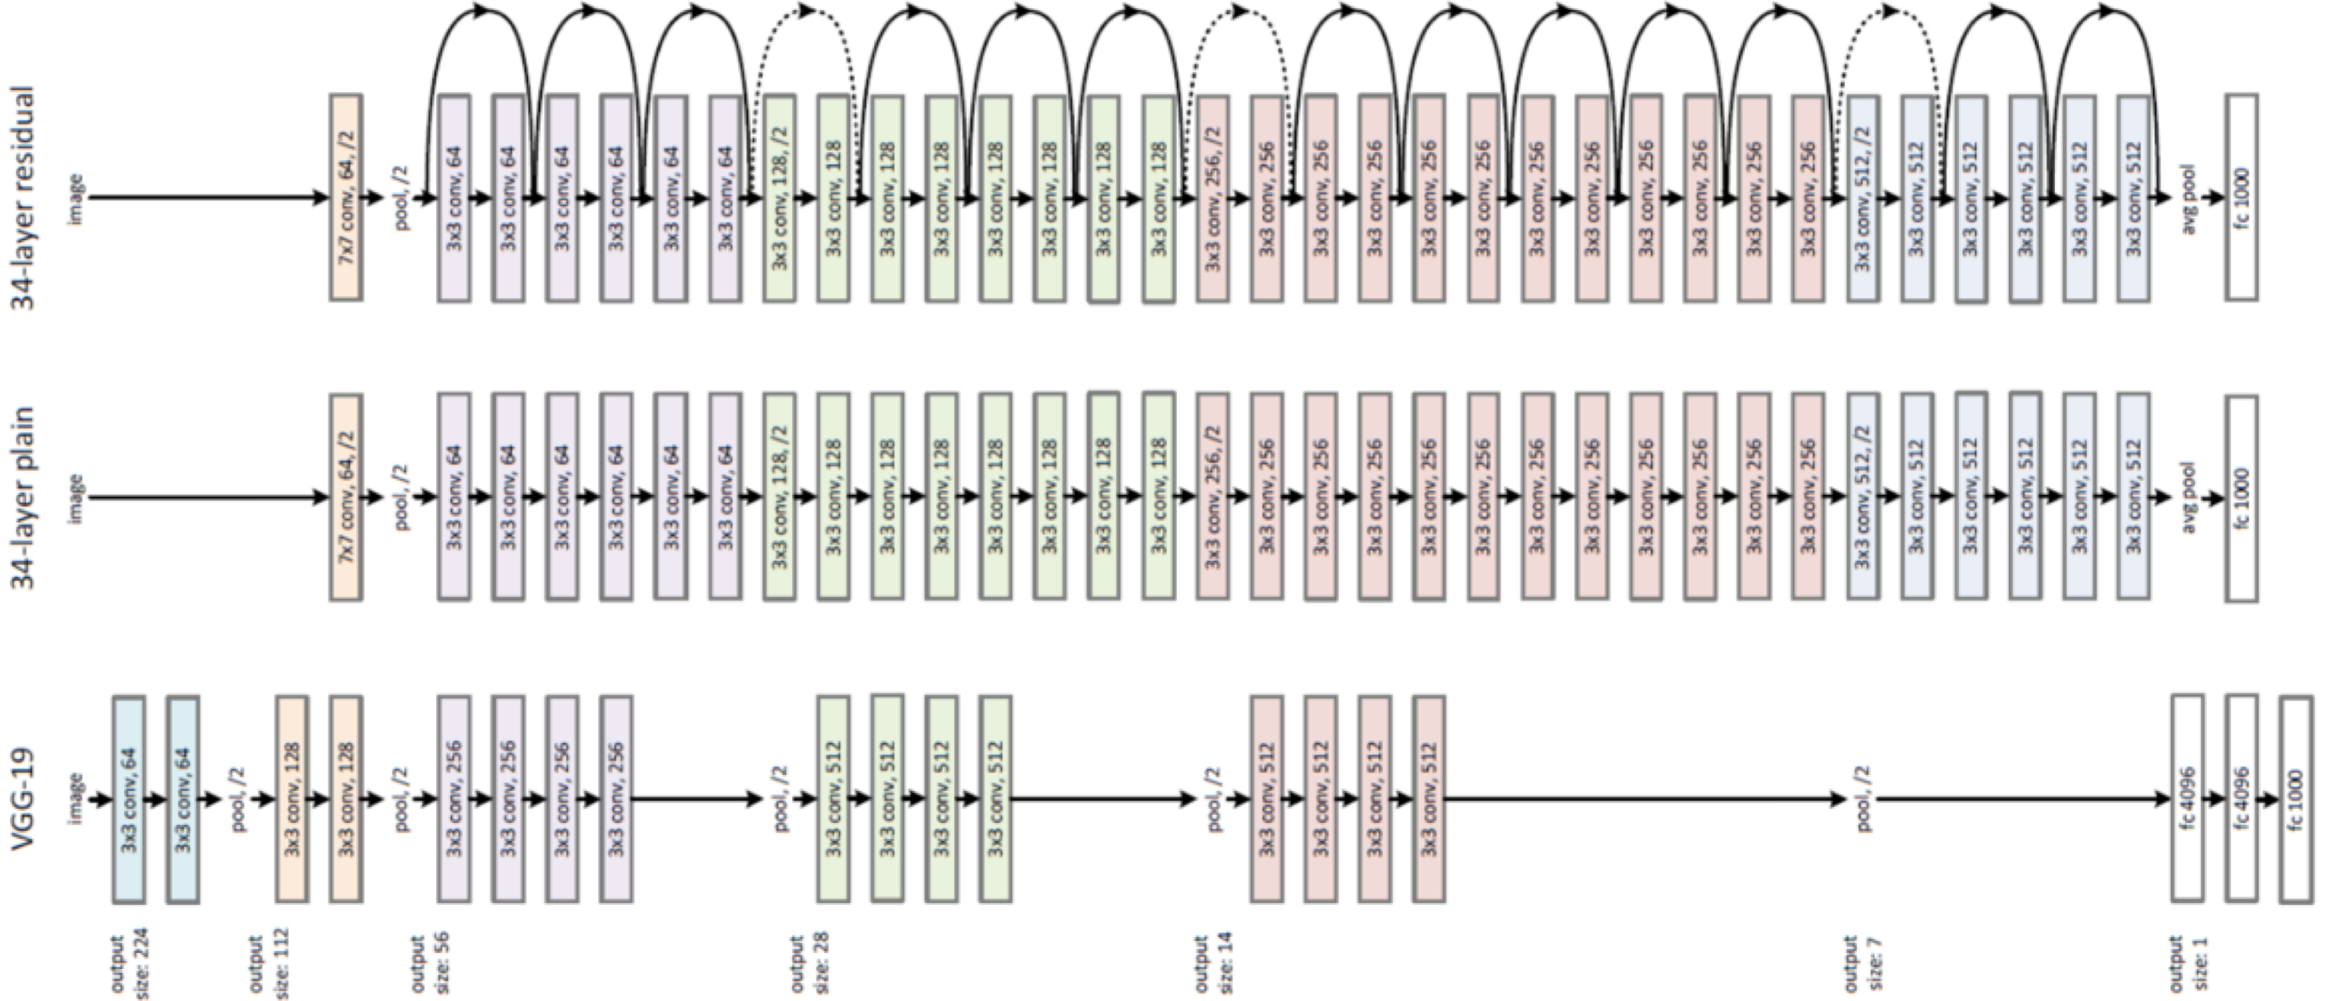 34-layer residual
image
7x7 conv, 64, /2
pool, /2
3x3 conv, 64
3x3 conv, 64
3x3 conv, 64
3x3 conv, 64
3x3 conv, 64
3x3 conv, 64
3x3 conv, 128, /2
3x3 conv, 128
3x3 conv, 128
3x3 conv, 128
3x3 conv, 128
3x3 conv, 128
3x3 conv, 128
3x3 conv, 128
3x3 conv, 256, /2
3x3 conv, 256
3x3 conv, 256
3x3 conv, 256
3x3 conv, 256
3x3 conv, 256
3x3 conv, 256
3x3 conv, 256
3x3 conv, 256
3x3 conv, 256
3x3 conv, 256
3x3 conv, 256
3x3 conv, 512, /2
3x3 conv, 512
3x3 conv, 512
3x3 conv, 512
3x3 conv, 512
3x3 conv, 512
avg pool
fc 1000
34-layer plain
image
7x7 conv, 64, /2
pool, /2
3x3 conv, 64
3x3 conv, 64
3x3 conv, 64
3x3 conv, 64
3x3 conv, 64
3x3 conv, 64
3x3 conv, 128, /2
3x3 conv, 128
3x3 conv, 128
3x3 conv, 128
3x3 conv, 128
3x3 conv, 128
3x3 conv, 128
3x3 conv, 128
3x3 conv, 256, /2
3x3 conv, 256
3x3 conv, 256
3x3 conv, 256
3x3 conv, 256
3x3 conv, 256
3x3 conv, 256
3x3 conv, 256
3x3 conv, 256
3x3 conv, 256
3x3 conv, 256
3x3 conv, 256
3x3 conv, 512, /2
3x3 conv, 512
3x3 conv, 512
3x3 conv, 512
3x3 conv, 512
3x3 conv, 512
avg pool
fc 1000
VGG-19
image
3x3 conv, 64
3x3 conv, 64
pool, /2
3x3 conv, 128
3x3 conv, 128
pool, /2
3x3 conv, 256
3x3 conv, 256
3x3 conv, 256
3x3 conv, 256
pool, /2
3x3 conv, 512
3x3 conv, 512
3x3 conv, 512
3x3 conv, 512
pool, /2
3x3 conv, 512
3x3 conv, 512
3x3 conv, 512
3x3 conv, 512
pool, /2
fc 4096
fc 4096
fc 1000
output
size: 224
output
size: 112
output
size: 56
output
size: 28
output
size: 14
output
size: 7
output
size: 1